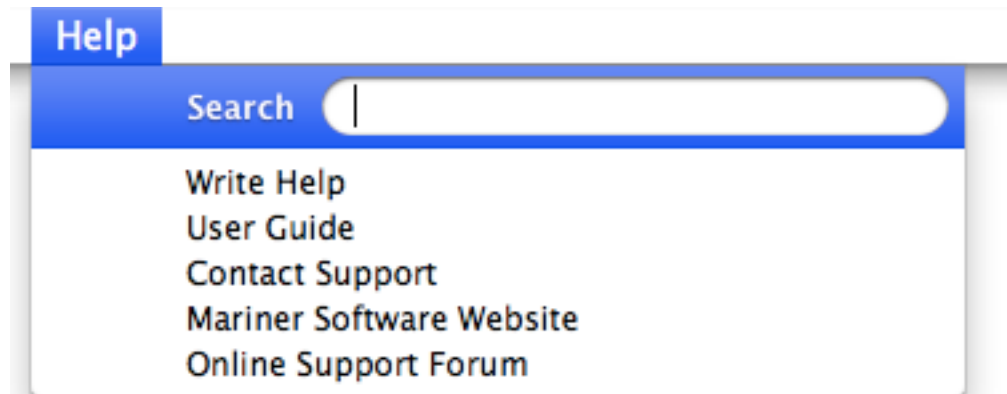 Help
Search
Write Help
User Guide
Contact Support
Mariner Software Website
Online Support Forum